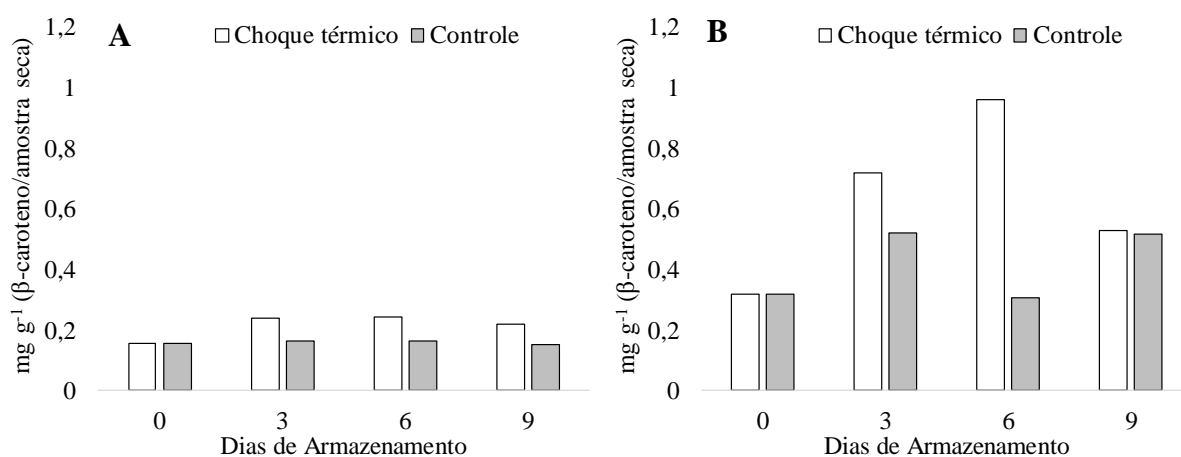 A
Choque térmico Controle
mg g⁻¹ (β-caroteno/amostra seca)
1,2
1
0,8
0,6
0,4
0,2
0
0 3 6 9
Dias de Armazenamento
B
Choque térmico Controle
mg g⁻¹ (β-caroteno/amostra seca)
1,2
1
0,8
0,6
0,4
0,2
0
0 3 6 9
Dias de Armazenamento